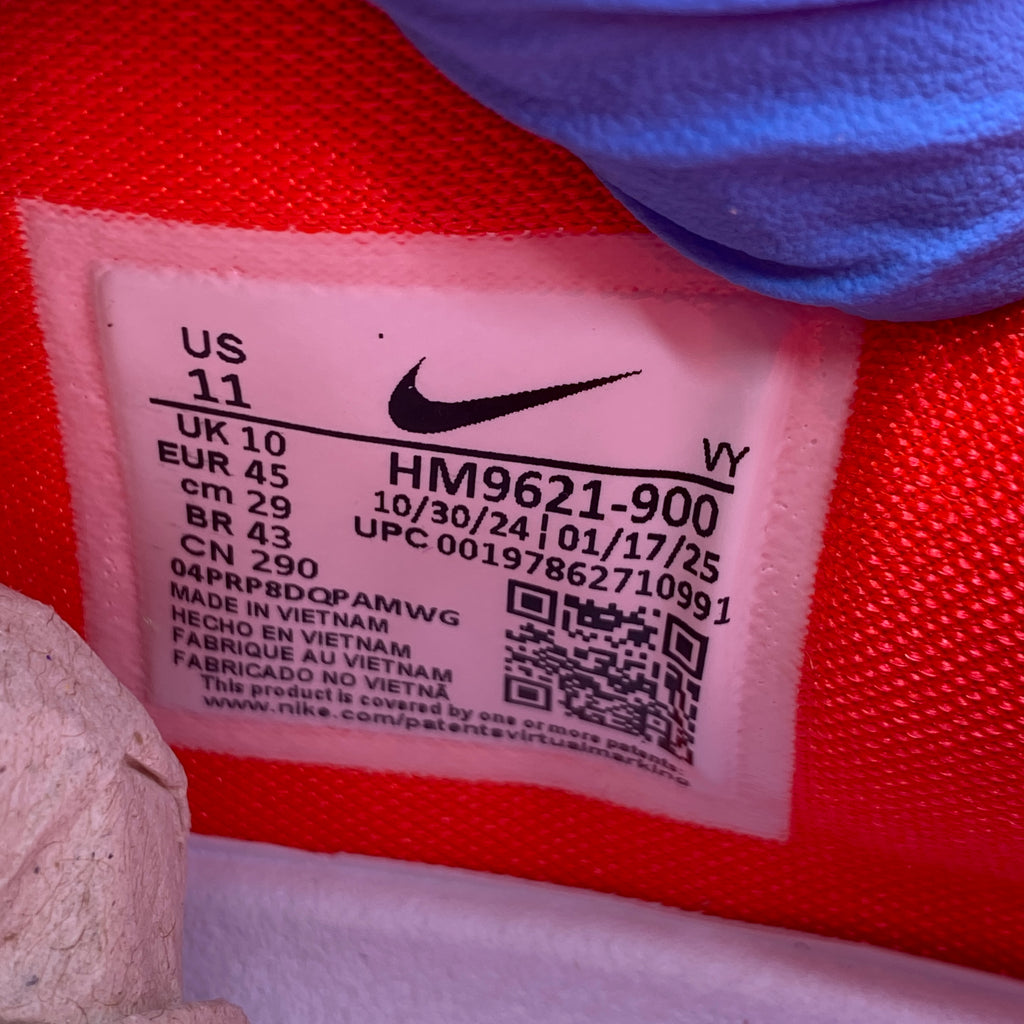 US
11
VY
UK 10
EUR 45
cm 29
BR 43
CN 290
HM9621-900
10/30/24 | 01/17/25
UPC 00197862710991
04PRP8DQPAMWG
MADE IN VIETNAM
HECHO EN VIETNAM
FABRIQUE AU VIETNAM
FABRICADO NO VIETNÃ
This product is covered by one or more patents:
www.nike.com/patentsvirtualmarking